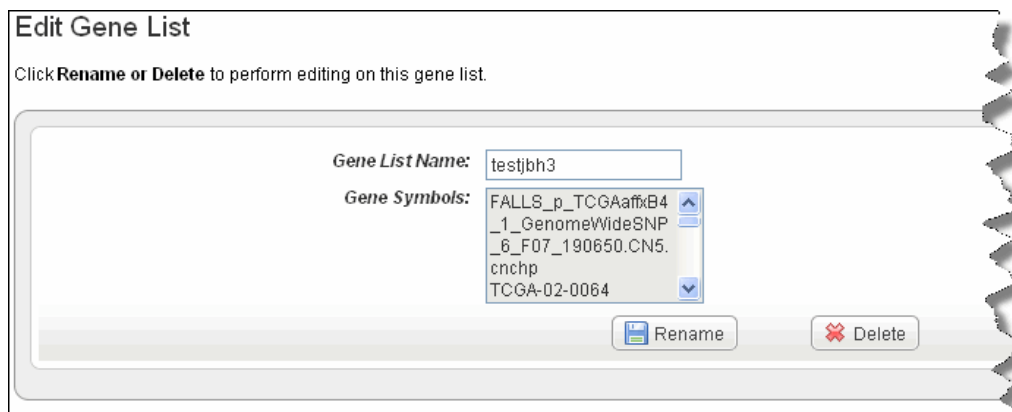 Edit Gene List
Click Rename or Delete to perform editing on this gene list.
Gene List Name: testjbh3
Gene Symbols:
FALLS_p_TCGAaffxB4
_1_GenomeWideSNP
_6_F07_190650.CN5.
cnchp
TCGA-02-0064
Rename Delete